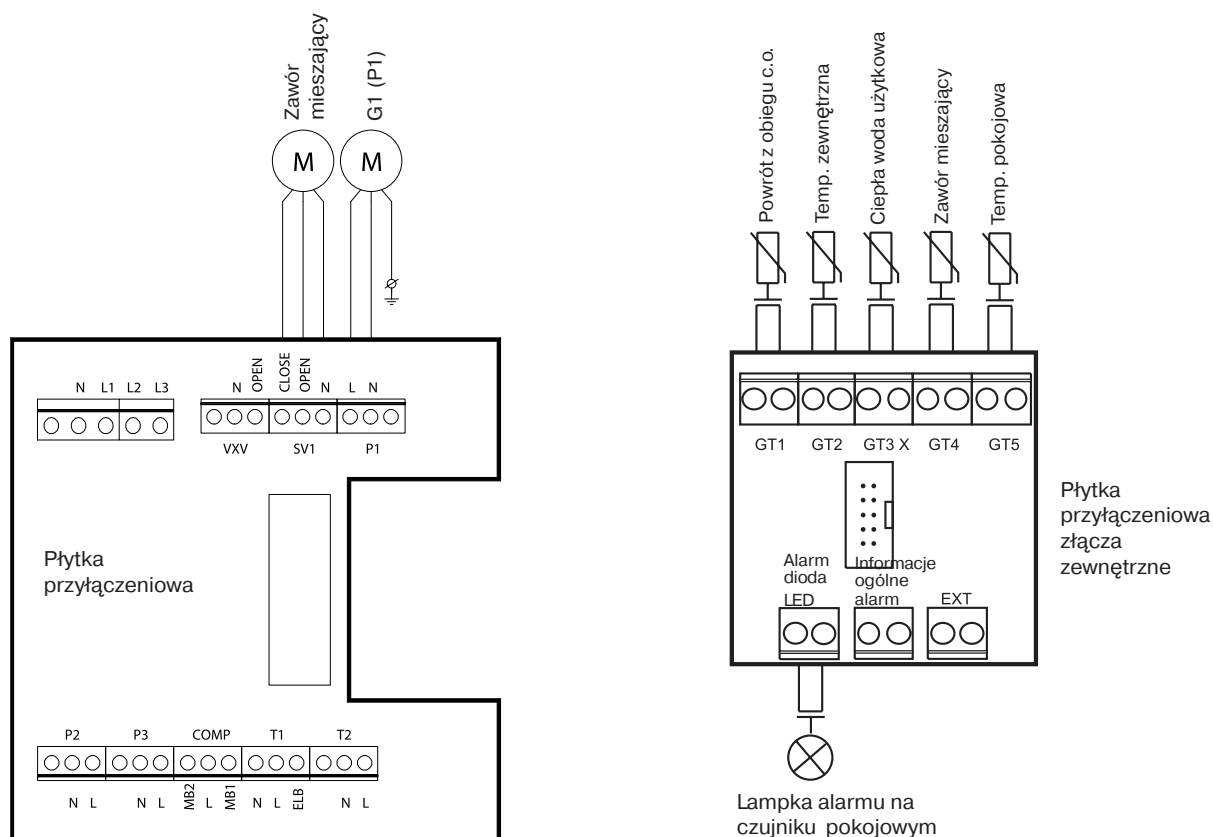 Zawór
mieszający
G1 (P1)
M
M
N L1 L2 L3
N
OPEN
CLOSE
OPEN
N
L N
VXV SV1 P1
Płytka
przyłączeniowa
P2 P3 COMP T1 T2
N L
N L
MB2
L
MB1
N L
ELB
N L
Powrót z obiegu c.o.
Temp. zewnętrzna
Ciepła woda użytkowa
Zawór mieszający
Temp. pokojowa
GT1 GT2 GT3 X GT4 GT5
Płytka
przyłączeniowa
złącza
zewnętrzne
Alarm
dioda
LED
Informacje
ogólne
alarm
EXT
Lampka alarmu na
czujniku pokojowym